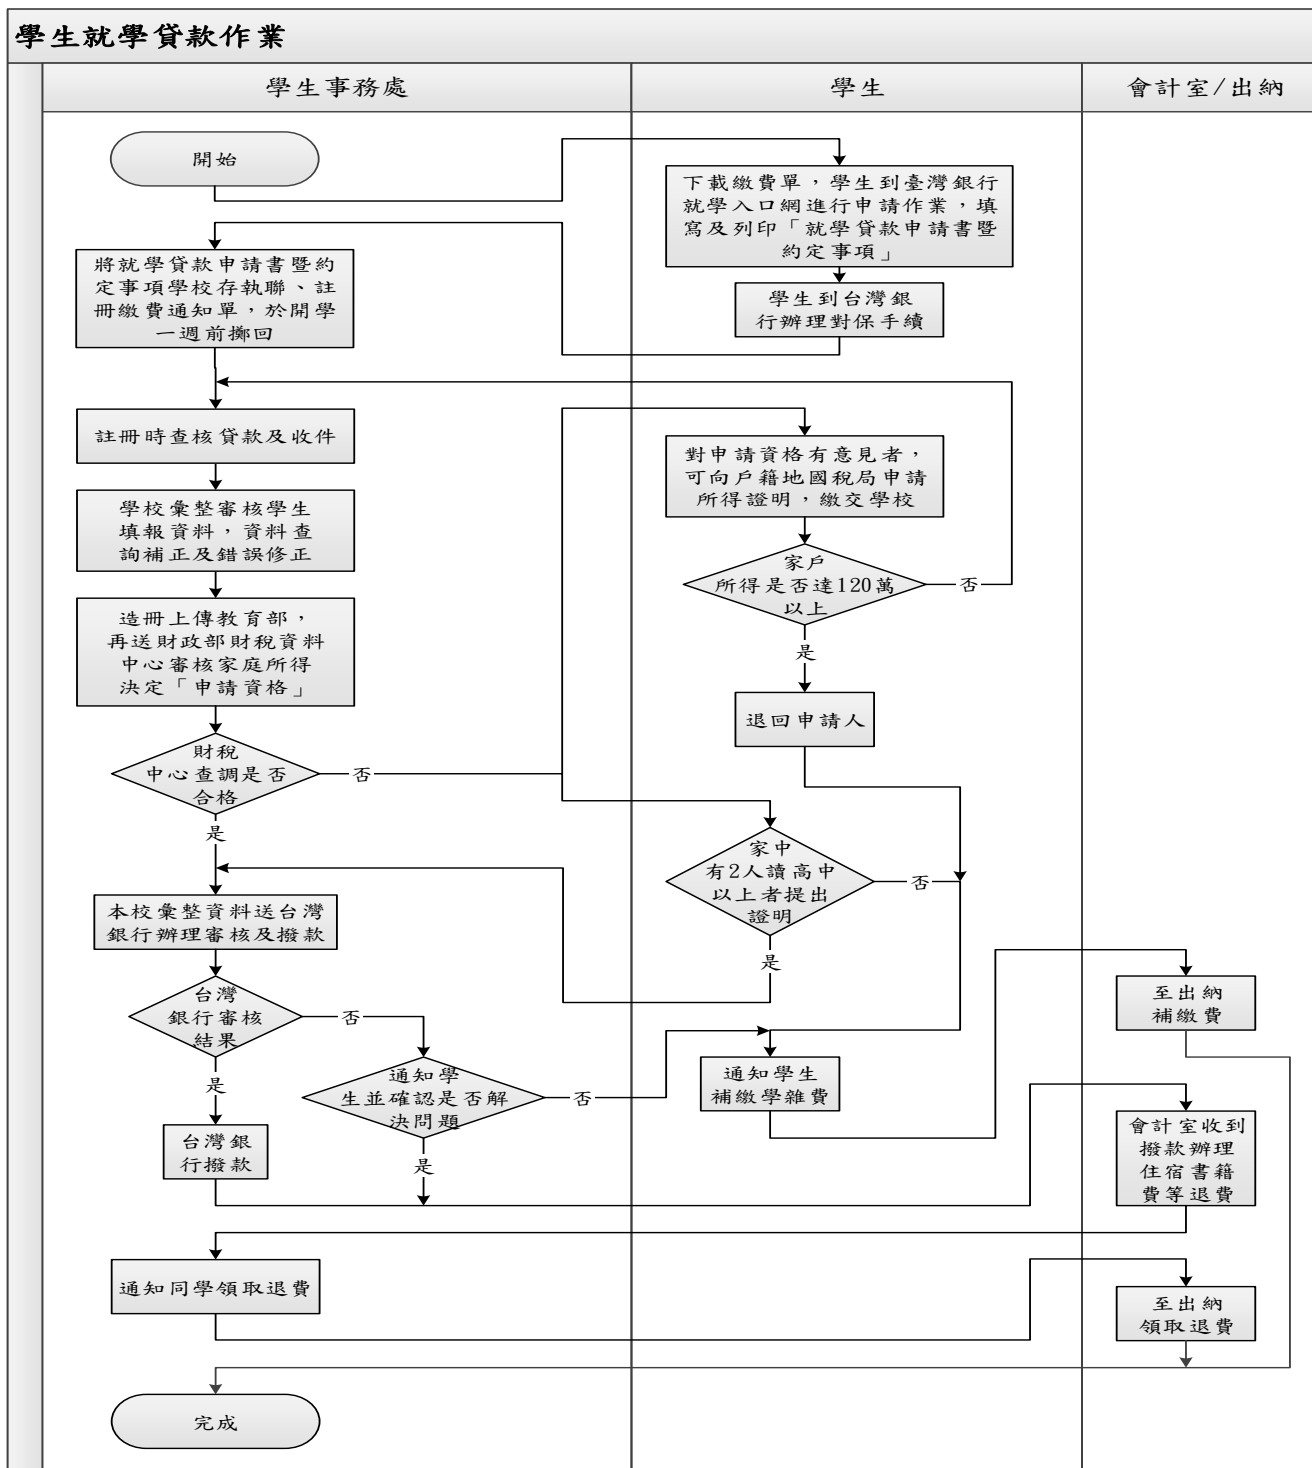 學生就學貸款作業
學生事務處
學生
會計室/出納
開始
下載繳費單，學生到臺灣銀行
就學入口網進行申請作業，填
寫及列印「就學貸款申請書暨
約定事項」
學生到台灣銀
行辦理對保手續
將就學貸款申請書暨約
定事項學校存執聯、註
冊繳費通知單，於開學
一週前擲回
註冊時查核貸款及收件
學校彙整審核學生
填報資料，資料查
詢補正及錯誤修正
造冊上傳教育部，
再送財政部財稅資料
中心審核家庭所得
決定「申請資格」
財稅
中心查調是否
合格
否
是
對申請資格有意見者，
可向戶籍地國稅局申請
所得證明，繳交學校
家戶
所得是否達120萬
以上
否
是
退回申請人
家中
有2人讀高中
以上者提出
證明
否
是
本校彙整資料送台灣
銀行辦理審核及撥款
台灣
銀行審核
結果
否
是
通知學
生並確認是否解
決問題
否
是
通知學生
補繳學雜費
至出納
補繳費
台灣銀
行撥款
會計室收到
撥款辦理
住宿書籍
費等退費
通知同學領取退費
至出納
領取退費
完成